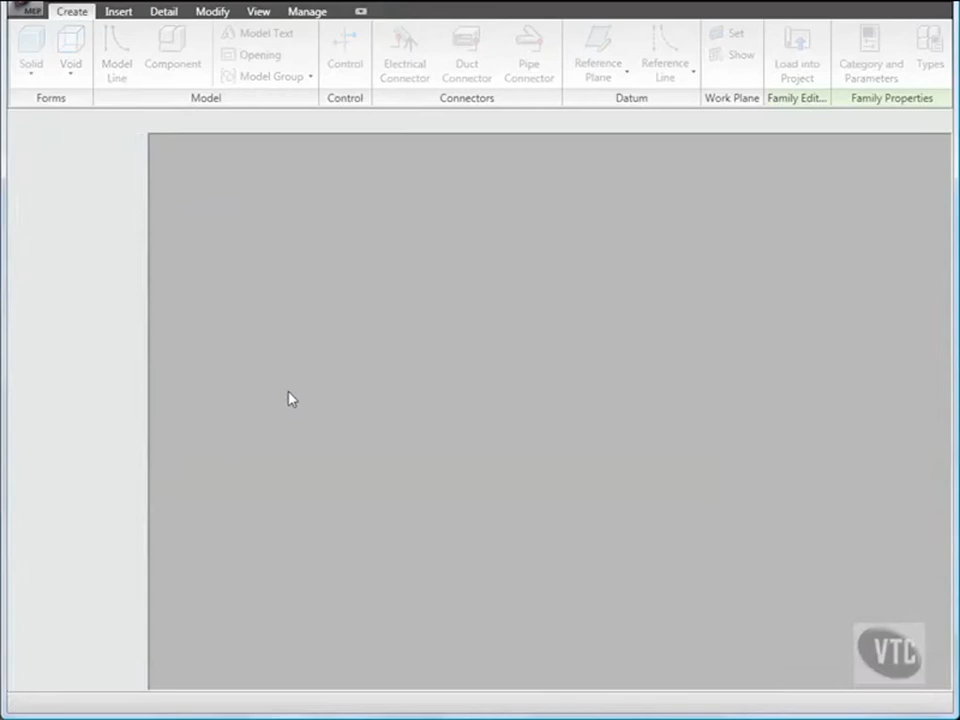 MEP
Create Insert Detail Modify View Manage
Solid
Void
Model
Line
Component
Model Text
Opening
Model Group
Control
Electrical
Connector
Duct
Connector
Pipe
Connector
Reference
Plane
Reference
Line
Set
Show
Load into
Project
Category and
Parameters
Types
Forms Model Control Connectors Datum Work Plane Family Edit... Family Properties
VTC